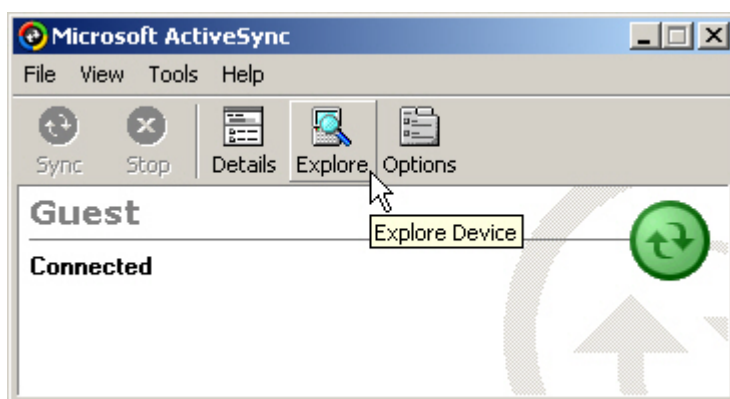 Microsoft ActiveSync
File View Tools Help
Sync Stop Details Explore Options
Guest
Explore Device
Connected